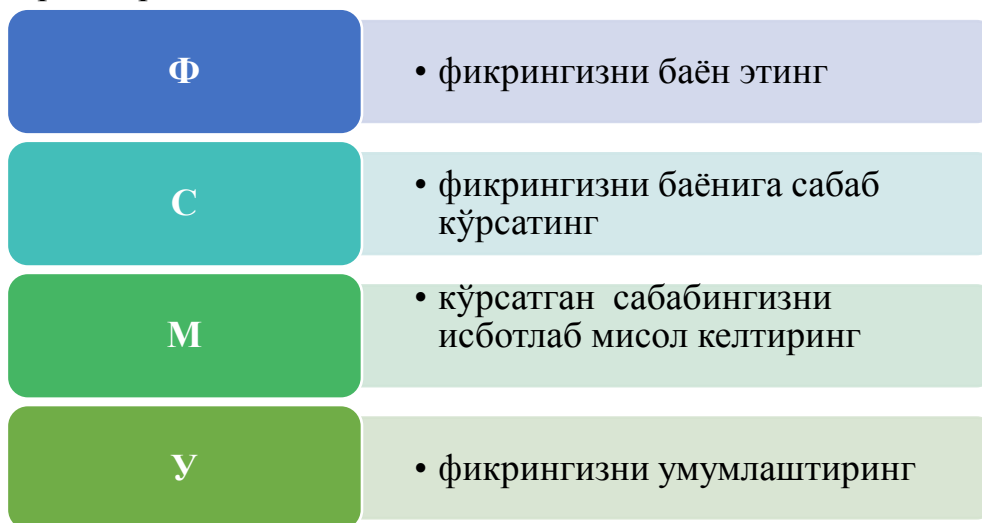 Ф
• фикрингизни баён этинг
С
• фикрингизни баёнига сабаб
кўрсатинг
М
• кўрсатган сабабингизни
исботлаб мисол келтиринг
У
• фикрингизни умумлаштиринг